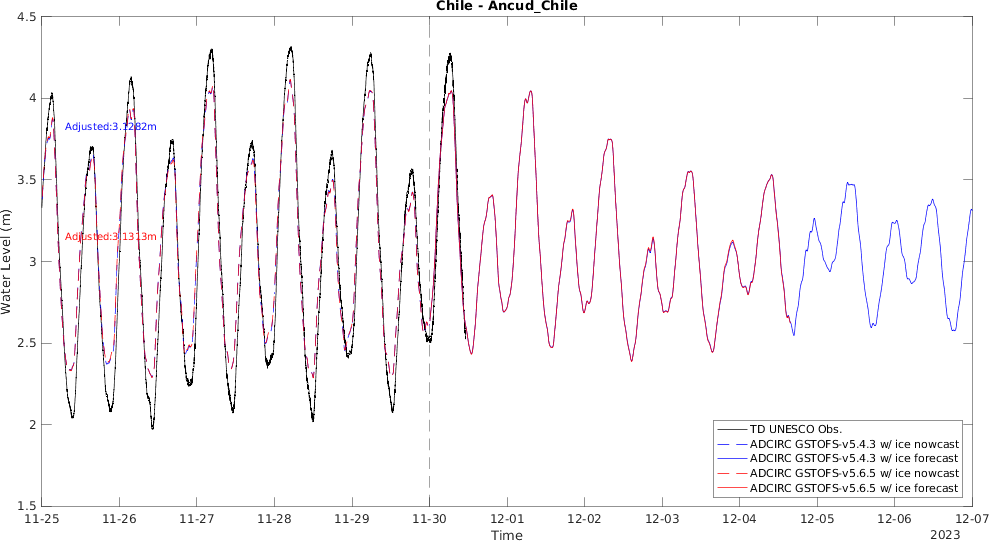 Chile - Ancud_Chile
4.5
4
3.5
3
2.5
2
1.5
Water Level (m)
Adjusted:3.1282m
Adjusted:3.1313m
TD UNESCO Obs.
ADCIRC GSTOFS-v5.4.3 w/ ice nowcast
ADCIRC GSTOFS-v5.4.3 w/ ice forecast
ADCIRC GSTOFS-v5.6.5 w/ ice nowcast
ADCIRC GSTOFS-v5.6.5 w/ ice forecast
11-25 11-26 11-27 11-28 11-29 11-30 12-01 12-02 12-03 12-04 12-05 12-06 12-07
Time
2023